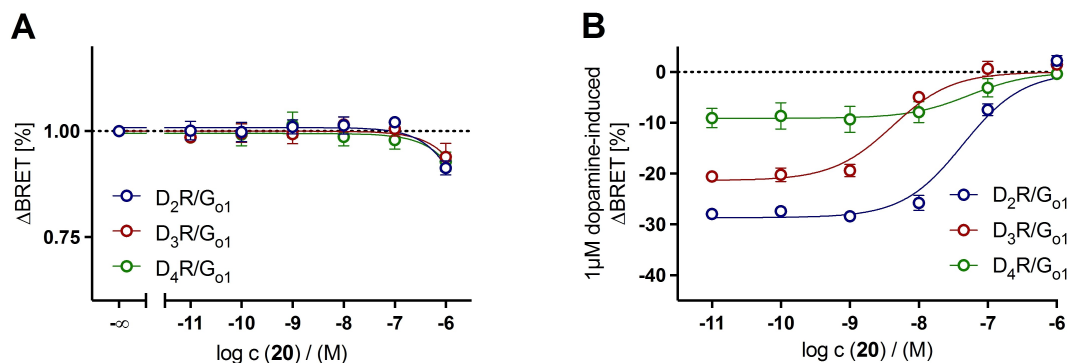 A
ΔBRET [%]
1.00
0.75
D₂R/Gₒ₁
D₃R/Gₒ₁
D₄R/Gₒ₁
-∞ -11 -10 -9 -8 -7 -6
log c (20) / (M)
B
1µM dopamine-induced
ΔBRET [%]
0
-10
-20
-30
-40
D₂R/Gₒ₁
D₃R/Gₒ₁
D₄R/Gₒ₁
-11 -10 -9 -8 -7 -6
log c (20) / (M)